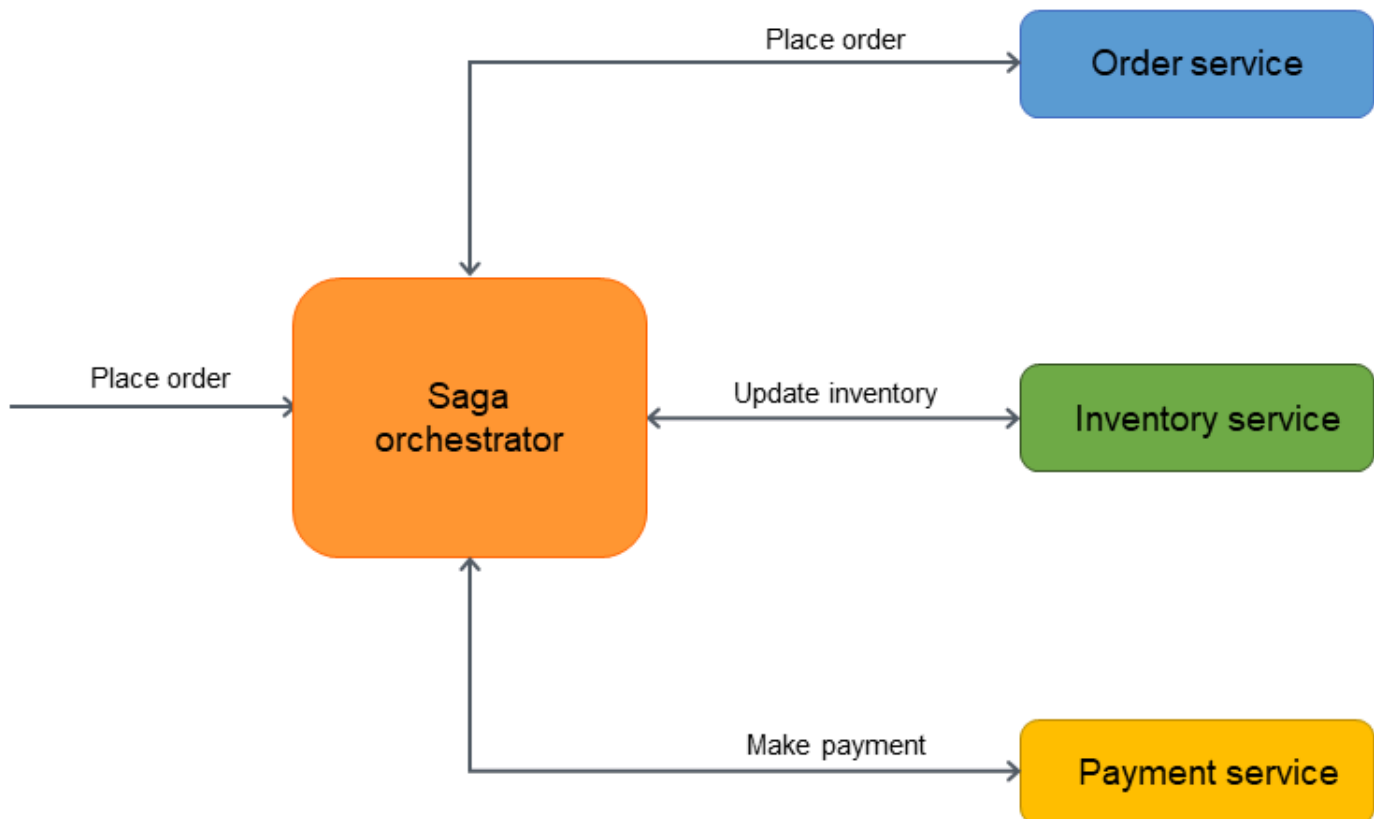 Place order
Order service
Place order
Saga
orchestrator
Update inventory
Inventory service
Make payment
Payment service